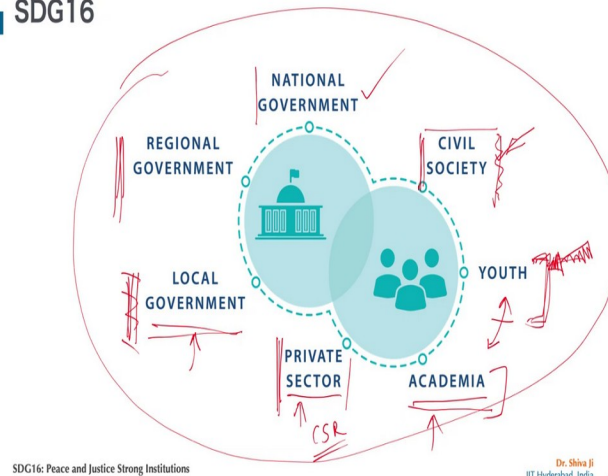 SDG16
NATIONAL
GOVERNMENT
REGIONAL
GOVERNMENT
CIVIL
SOCIETY
YOUTH
LOCAL
GOVERNMENT
PRIVATE
SECTOR
ACADEMIA
CSR
SDG16: Peace and Justice Strong Institutions
Dr. Shiva Ji
IIT Hyderabad, India